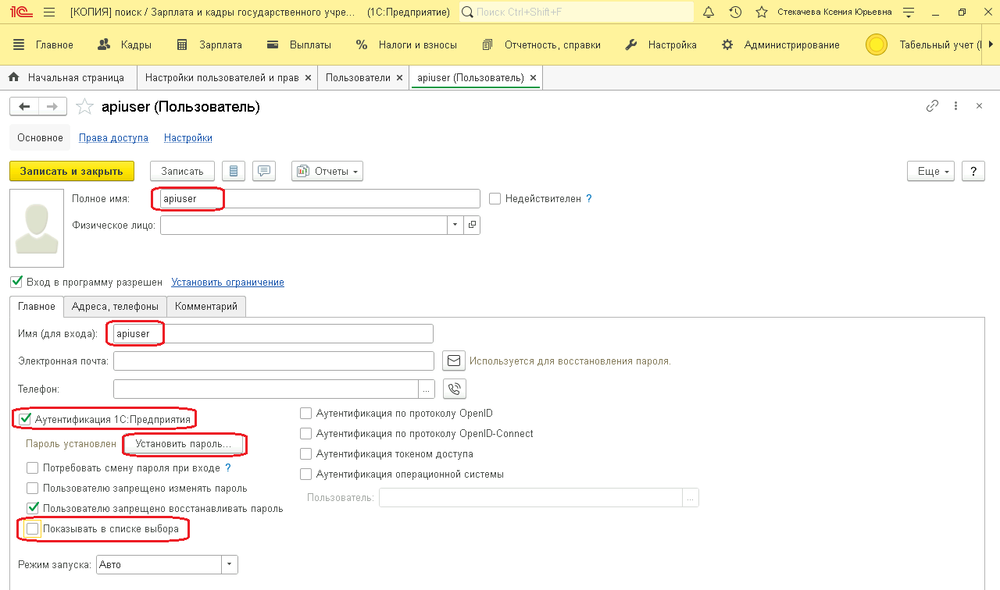 1С [КОПИЯ] поиск / Зарплата и кадры государственного учре... (1С:Предприятие) Поиск Ctrl+Shift+F Стекачева Ксения Юрьевна
Главное Кадры Зарплата Выплаты % Налоги и взносы Отчетность, справки Настройка Администрирование Табельный учет (
Начальная страница Настройки пользователей и прав × Пользователи × apiuser (Пользователь) ×
apiuser (Пользователь)
Основное Права доступа Настройки
Записать и закрыть Записать Отчеты Еще ?
Полное имя: apiuser Недействителен ?
Физическое лицо:
Вход в программу разрешен Установить ограничение
Главное Адреса, телефоны Комментарий
Имя (для входа): apiuser
Электронная почта: Используется для восстановления пароля.
Телефон: ...
Аутентификация 1С:Предприятия Аутентификация по протоколу OpenID
Аутентификация по протоколу OpenID-Connect
Пароль установлен Установить пароль... Аутентификация токеном доступа
Потребовать смену пароля при входе ? Аутентификация операционной системы
Пользователю запрещено изменять пароль Пользователь: ...
Пользователю запрещено восстанавливать пароль
Показывать в списке выбора
Режим запуска: Авто